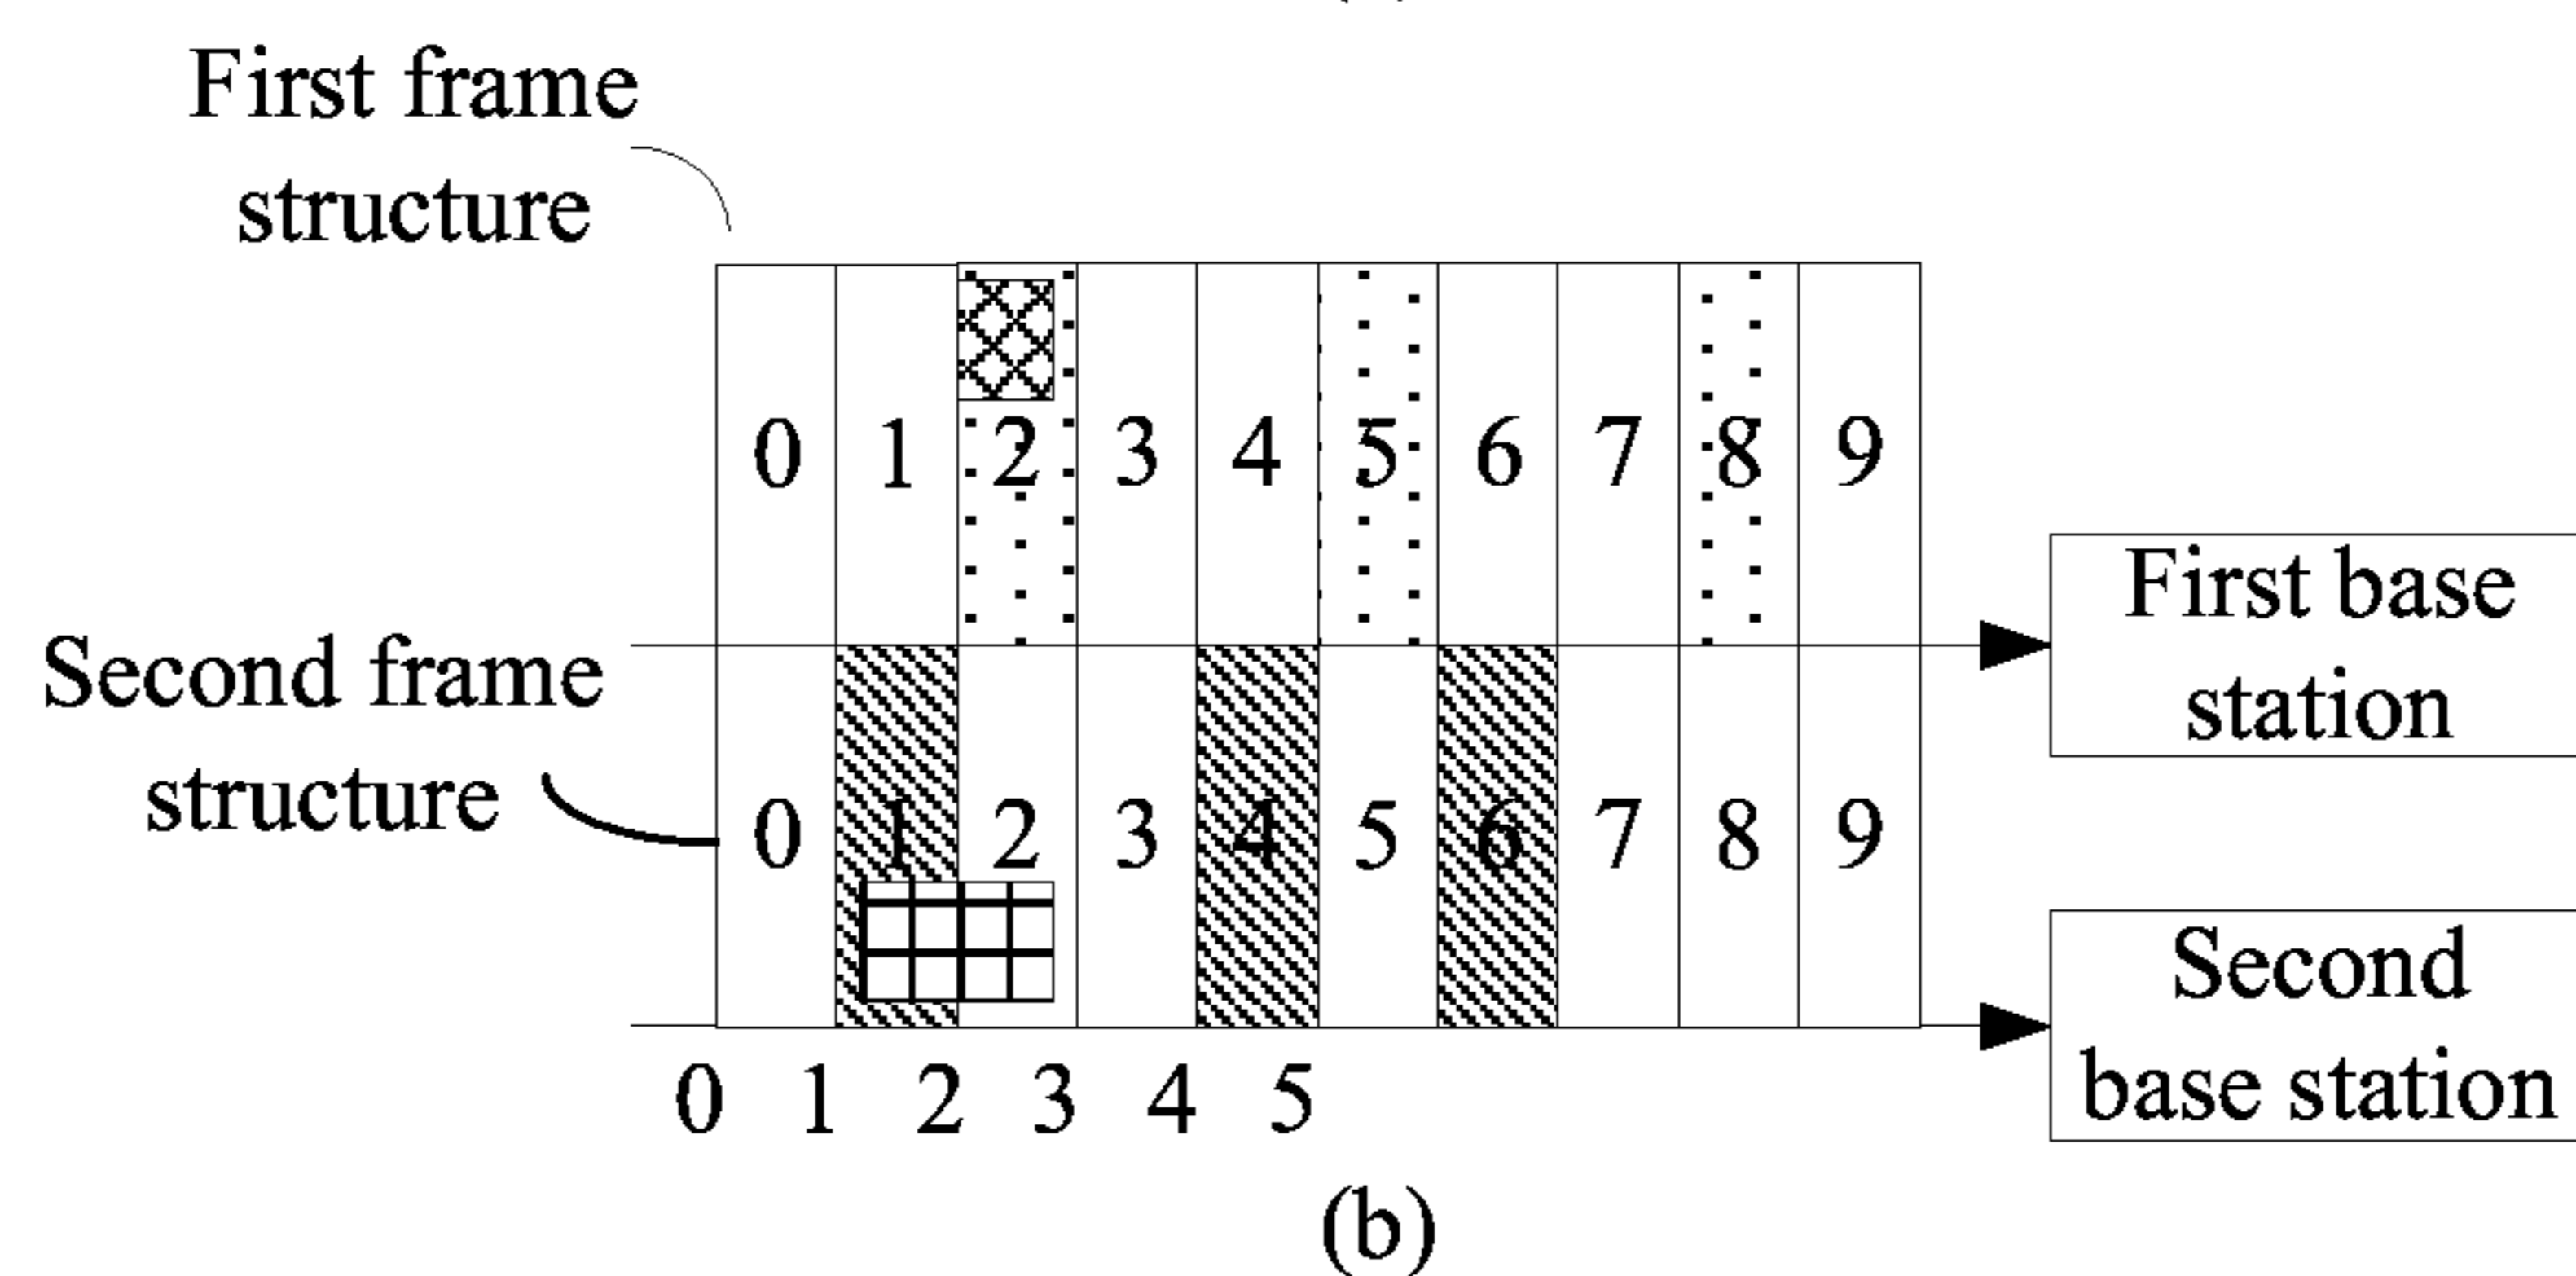 First frame
structure
0 1 2 3 4 5 6 7 8 9
First base
station
Second frame
structure
0 1 2 3 4 5 6 7 8 9
Second
base station
0 1 2 3 4 5
(b)